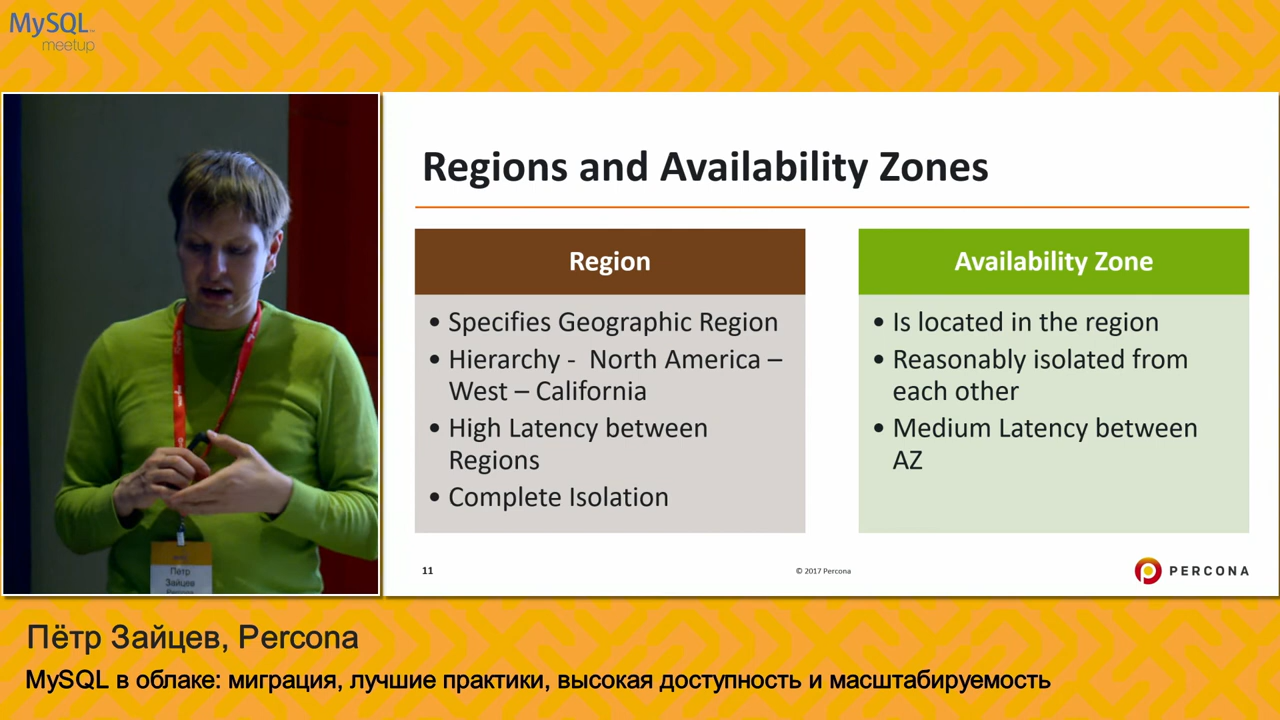 MySQL
meetup
Regions and Availability Zones
Region
• Specifies Geographic Region
• Hierarchy - North America –
West – California
• High Latency between
Regions
• Complete Isolation
Availability Zone
• Is located in the region
• Reasonably isolated from
each other
• Medium Latency between
AZ
11
© 2017 Percona
PERCONA
Пётр
Зайцев
Пётр Зайцев, Percona
MySQL в облаке: миграция, лучшие практики, высокая доступность и масштабируемость